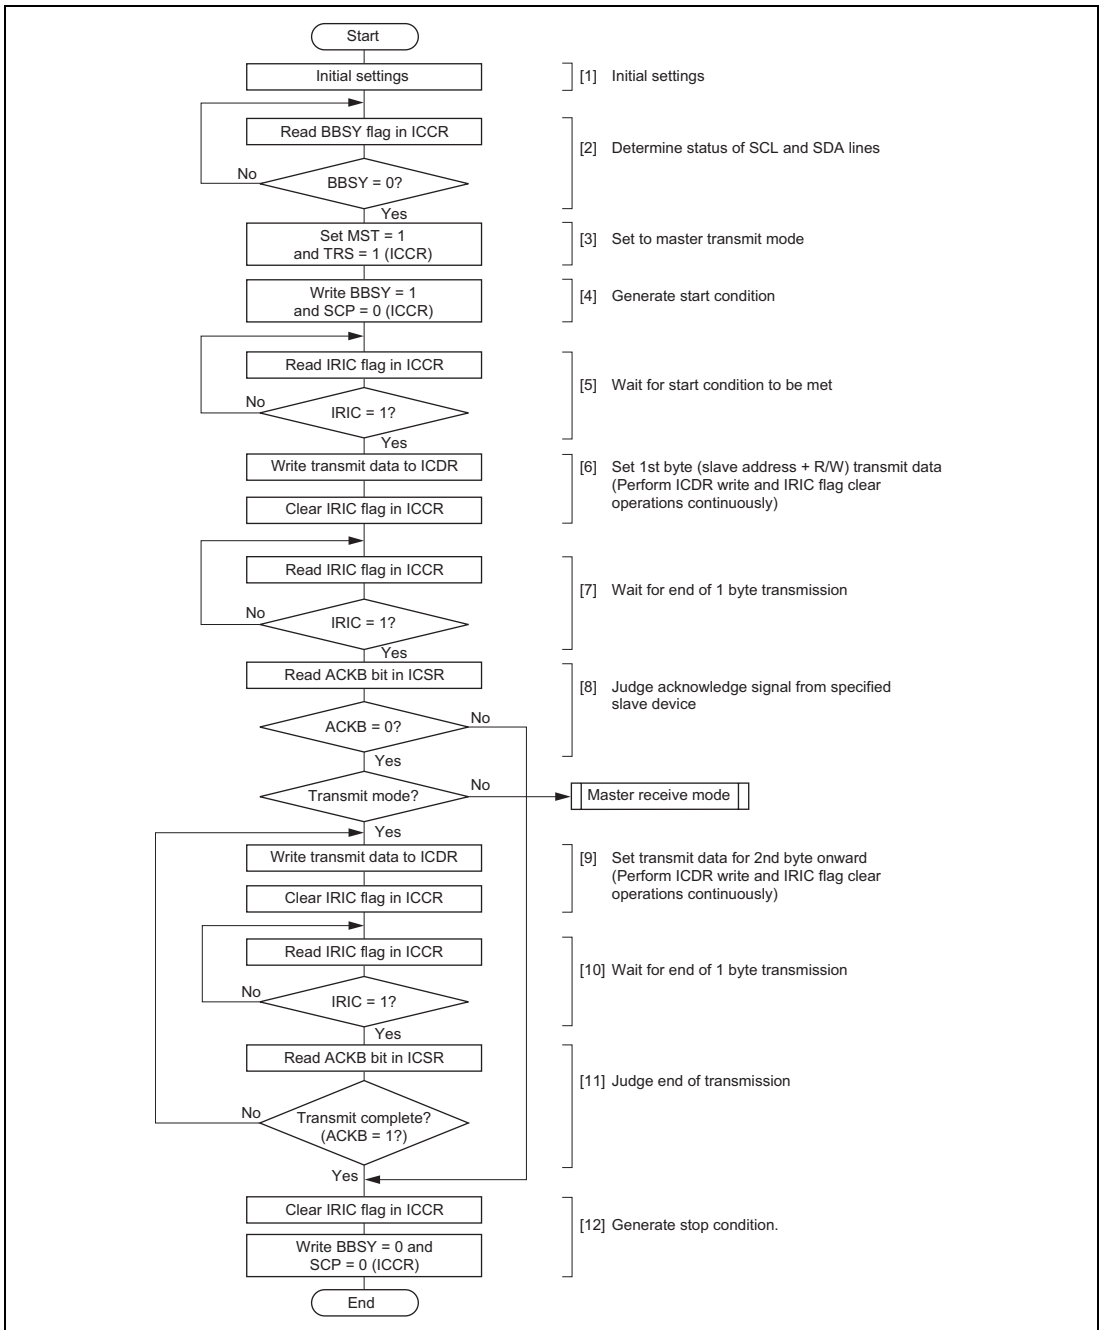 Start
Initial settings
[1] Initial settings
Read BBSY flag in ICCR
[2] Determine status of SCL and SDA lines
No
BBSY = 0?
Yes
Set MST = 1
and TRS = 1 (ICCR)
[3] Set to master transmit mode
Write BBSY = 1
and SCP = 0 (ICCR)
[4] Generate start condition
Read IRIC flag in ICCR
[5] Wait for start condition to be met
No
IRIC = 1?
Yes
Write transmit data to ICDR
[6] Set 1st byte (slave address + R/W) transmit data
(Perform ICDR write and IRIC flag clear
operations continuously)
Clear IRIC flag in ICCR
Read IRIC flag in ICCR
[7] Wait for end of 1 byte transmission
No
IRIC = 1?
Yes
Read ACKB bit in ICSR
[8] Judge acknowledge signal from specified
slave device
ACKB = 0?
No
Yes
Transmit mode?
No
Master receive mode
Yes
Write transmit data to ICDR
[9] Set transmit data for 2nd byte onward
(Perform ICDR write and IRIC flag clear
operations continuously)
Clear IRIC flag in ICCR
Read IRIC flag in ICCR
[10] Wait for end of 1 byte transmission
No
IRIC = 1?
Yes
Read ACKB bit in ICSR
[11] Judge end of transmission
No
Transmit complete?
(ACKB = 1?)
Yes
Clear IRIC flag in ICCR
[12] Generate stop condition.
Write BBSY = 0 and
SCP = 0 (ICCR)
End